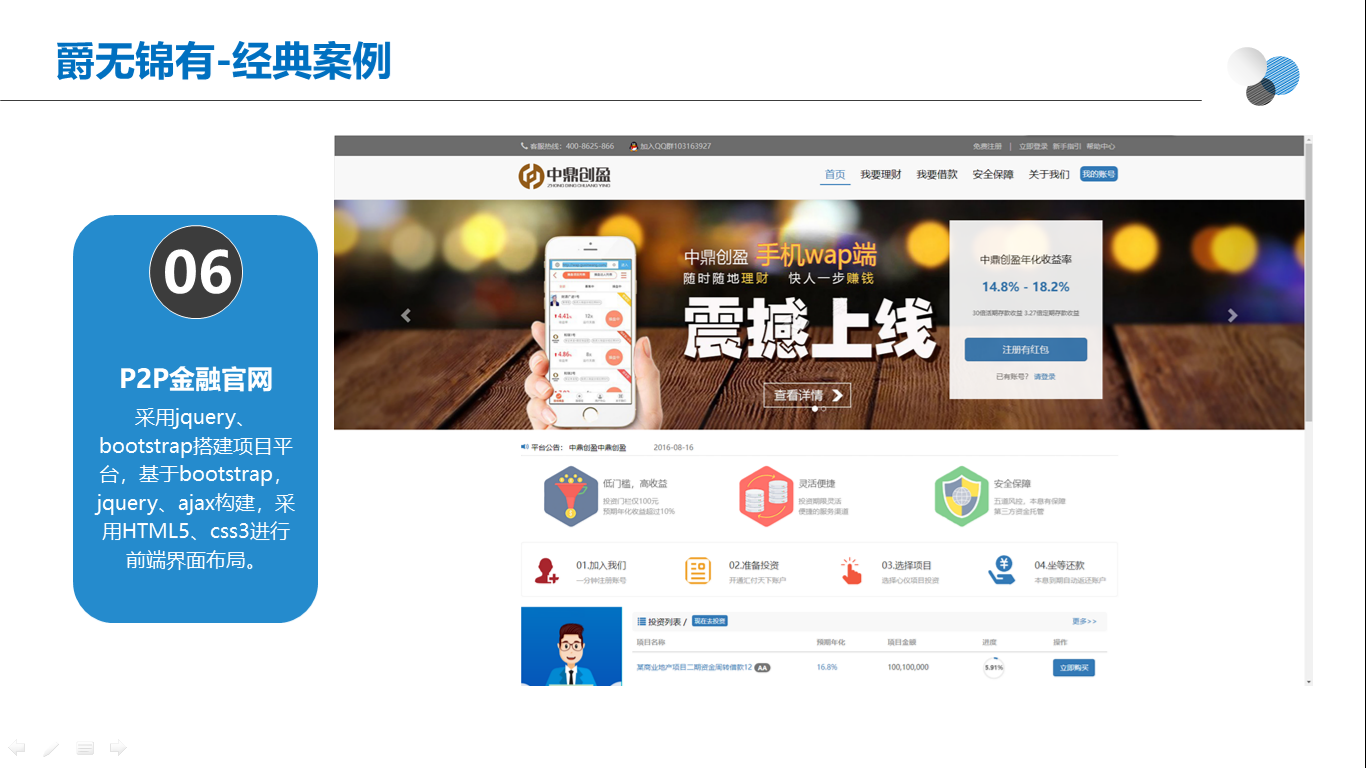 爵无锦有-经典案例
06
P2P金融官网
采用jquery、
bootstrap搭建项目平
台，基于bootstrap，
jquery、ajax构建，采
用HTML5、css3进行
前端界面布局。
客服热线：400-8625-866 加入QQ群103163927
免费注册 | 立即登录 新手指引 帮助中心
中鼎创盈
ZHONG DING CHUANG YING
首页 我要理财 我要借款 安全保障 关于我们 我的账号
中鼎创盈 手机wap端
随时随地理财 快人一步赚钱
震撼上线
查看详情
中鼎创盈年化收益率
14.8% - 18.2%
30倍活期存款收益 3.27倍定期存款收益
注册有红包
已有账号？ 请登录
平台公告： 中鼎创盈中鼎创盈 2016-08-16
低门槛，高收益
投资门栏仅100元
预期年化收益超过10%
灵活便捷
投资期限灵活
便捷的服务渠道
安全保障
五道风控，本息有保障
第三方资金托管
01.加入我们
一分钟注册账号
02.准备投资
开通汇付天下账户
03.选择项目
选择心仪项目投资
04.坐等还款
本息到期自动返还账户
投资列表 / 现在去投资 更多>>
项目名称 预期年化 项目金额 进度 操作
某商业地产项目二期资金周转借款12 AA 16.8% 100,100,000 5.91% 立即购买